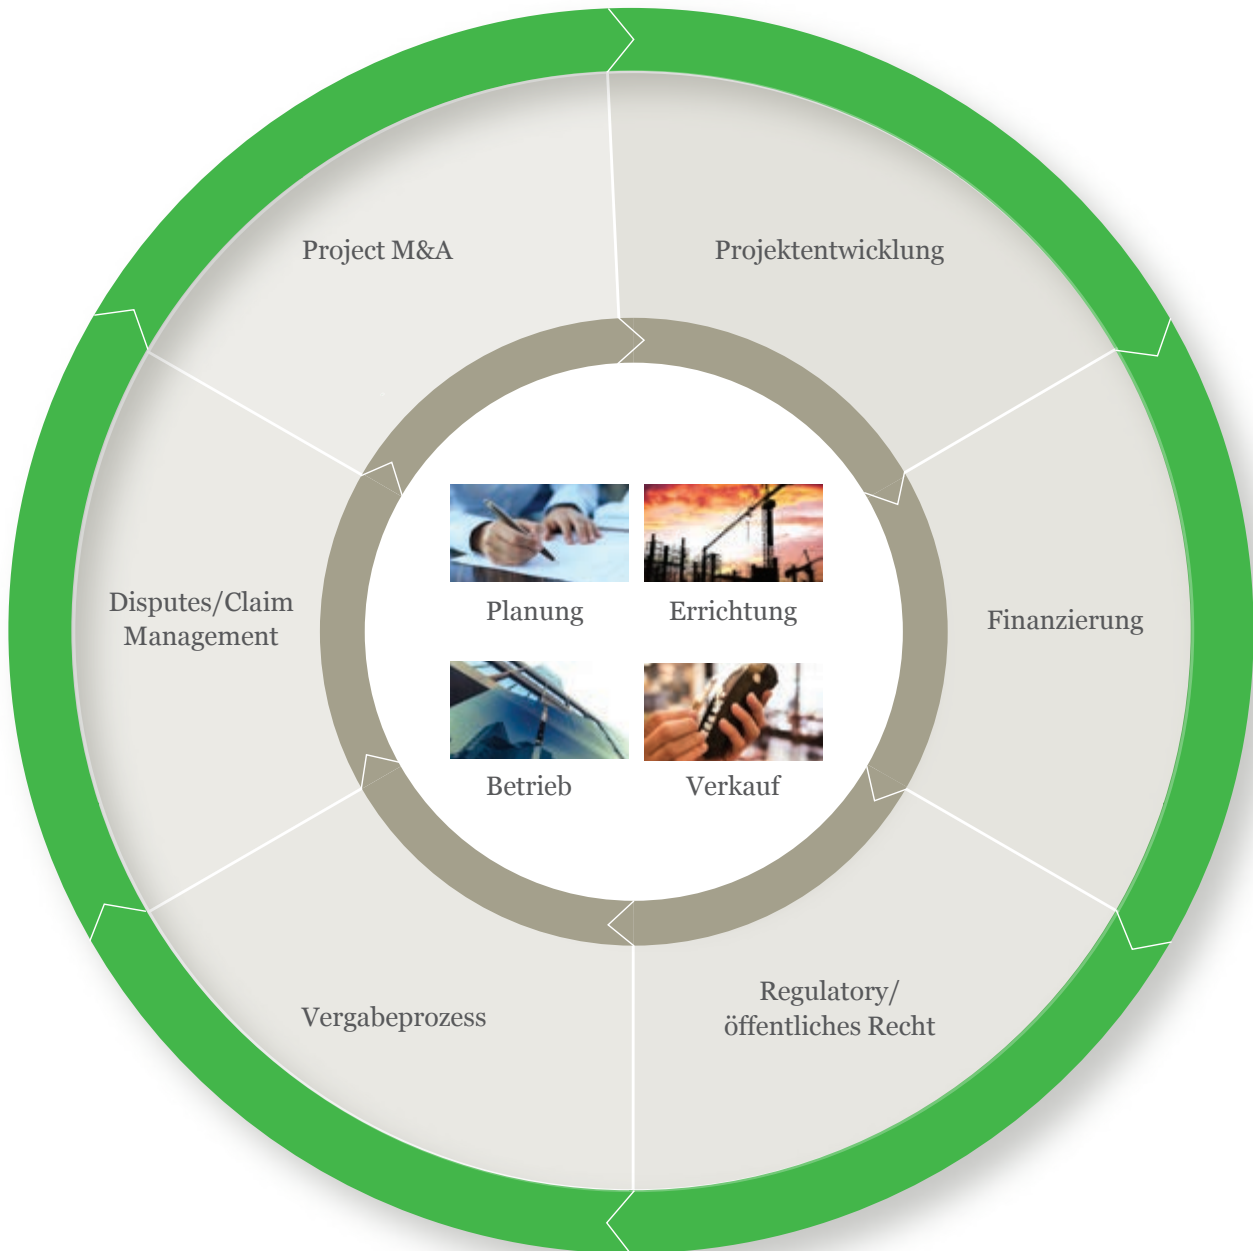 Project M&A
Projektentwicklung
Disputes/Claim
Management
Planung
Errichtung
Finanzierung
Betrieb
Verkauf
Vergabeprozess
Regulatory/
öffentliches Recht